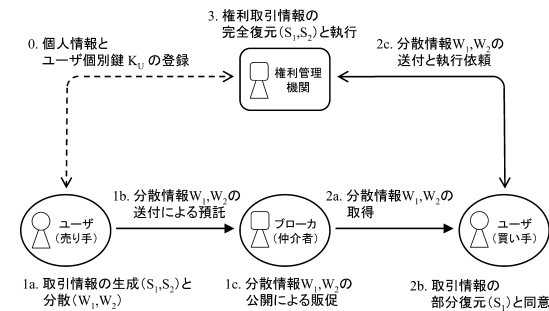 3. 権利取引情報の
完全復元(S1,S2)と執行
0. 個人情報と
ユーザ個別鍵 KU の登録
2c. 分散情報W1,W2の
送付と執行依頼
権利管理
機関
1b. 分散情報W1,W2の
送付による預託
2a. 分散情報W1,W2の
取得
ユーザ
(売り手)
ブローカ
(仲介者)
ユーザ
(買い手)
1a. 取引情報の生成(S1,S2)と
分散(W1,W2)
1c. 分散情報W1,W2の
公開による販促
2b. 取引情報の
部分復元(S1)と同意